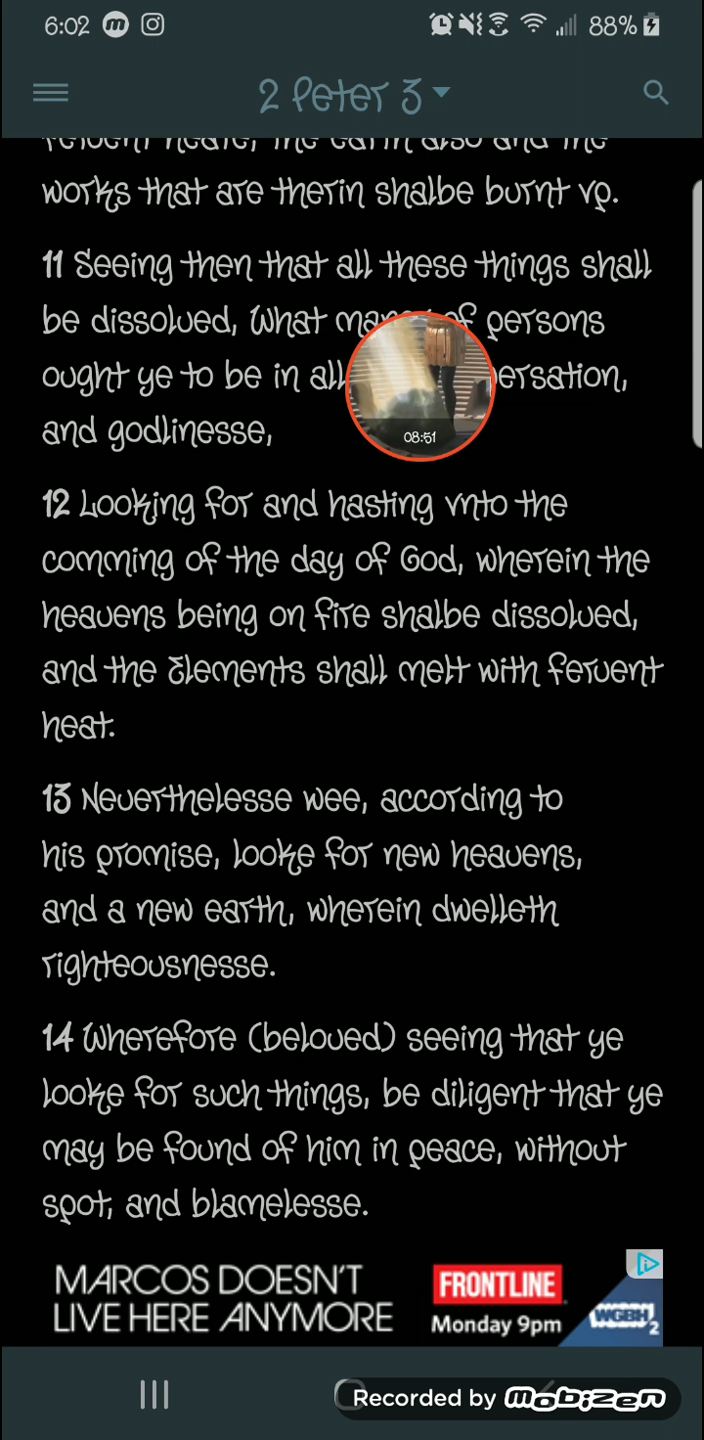 6:02 88%
2 Peter 3
works that are therin shalbe burnt vp.
11 Seeing then that all these things shall
be dissolued, What of persons
ought ye to be in all
and godlinesse,
08:51
12 Looking for and hasting vnto the
comming of the day of God, wherein the
heauens being on fire shalbe dissolued,
and the Elements shall melt with feruent
heat.
13 Neuerthelesse wee, according to
his promise, looke for new heauens,
and a new earth, wherein dwelleth
righteousnesse.
14 Wherefore (beloued) seeing that ye
looke for such things, be diligent that ye
may be found of him in peace, without
spot, and blamelesse.
MARCOS DOESN'T
LIVE HERE ANYMORE
FRONTLINE
Monday 9pm
WGBH 2
Recorded by mobizen